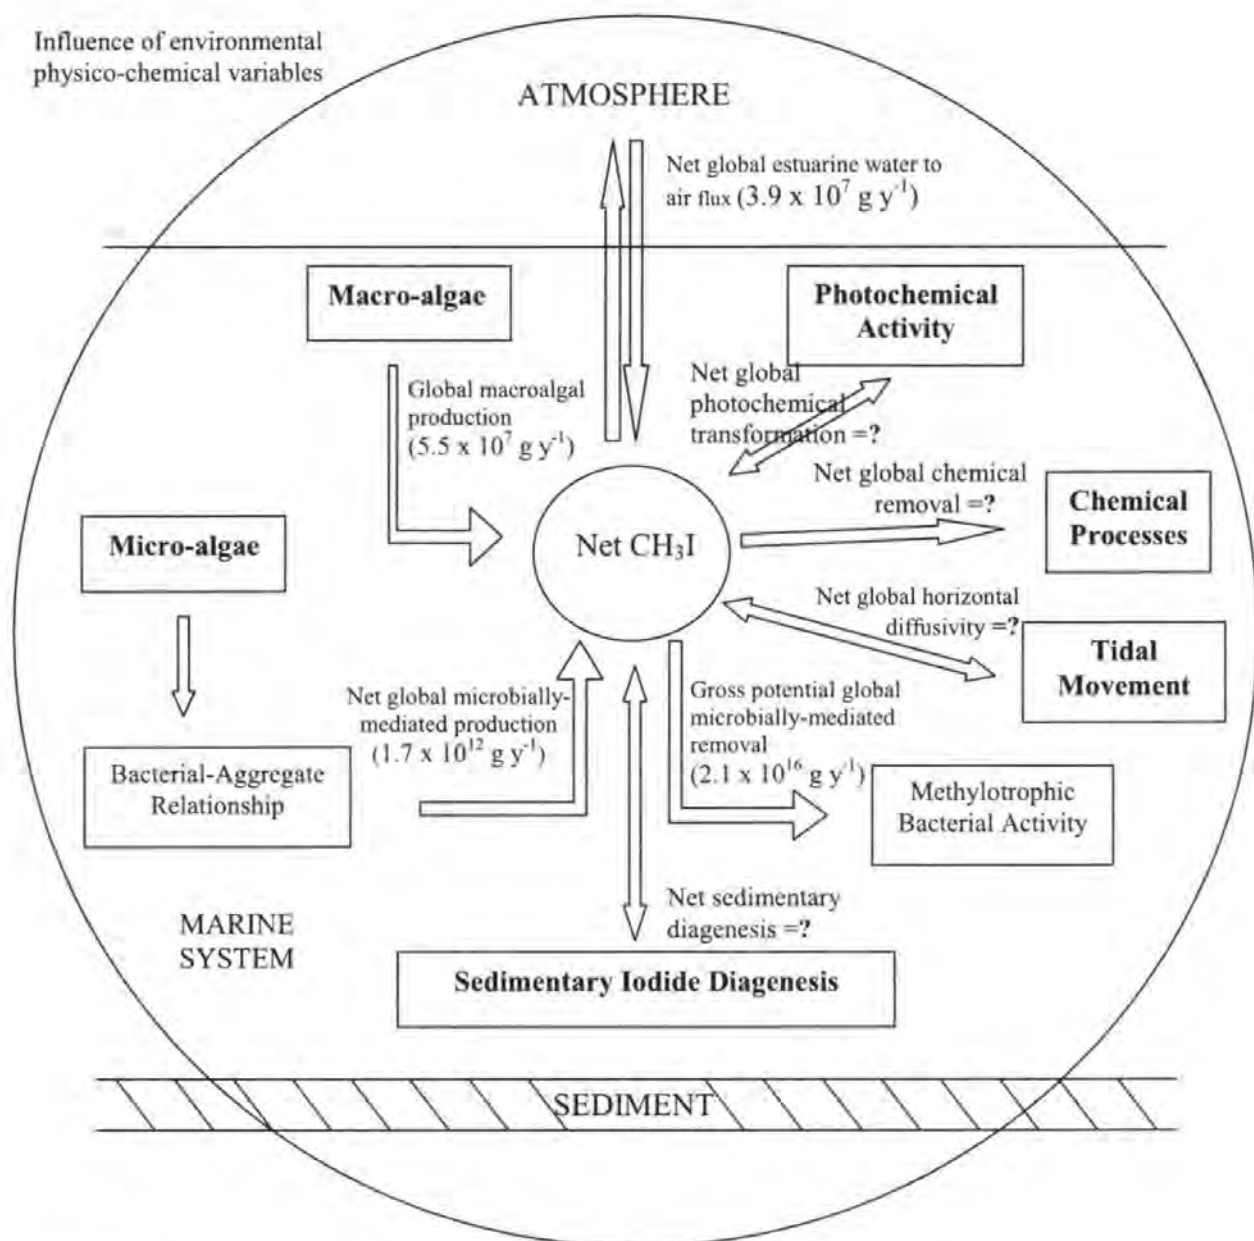 Influence of environmental
physico-chemical variables
ATMOSPHERE
Net global estuarine water to
air flux (3.9 x 10⁷ g y⁻¹)
Macro-algae
Photochemical
Activity
Global macroalgal
production
(5.5 x 10⁷ g y⁻¹)
Net global
photochemical
transformation =?
Net global chemical
removal =?
Chemical
Processes
Micro-algae
Net CH₃I
Net global horizontal
diffusivity =?
Tidal
Movement
Net global microbially-
mediated production
(1.7 x 10¹² g y⁻¹)
Gross potential global
microbially-mediated
removal
(2.1 x 10¹⁶ g y⁻¹)
Bacterial-Aggregate
Relationship
Methylotrophic
Bacterial Activity
Net sedimentary
diagenesis =?
MARINE
SYSTEM
Sedimentary Iodide Diagenesis
SEDIMENT